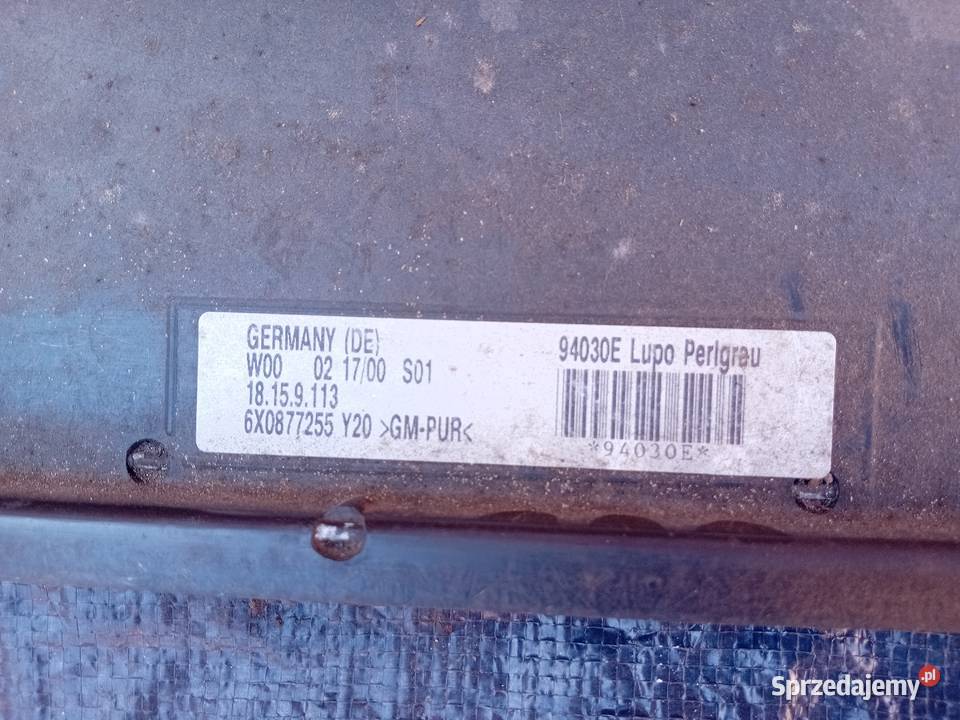 GERMANY (DE)
W00 02 17/00 S01
18.15.9.113
6X0877255 Y20 >GM-PUR<
94030E Lupo Perlgrau
*94030E*
Sprzedajemy.pl